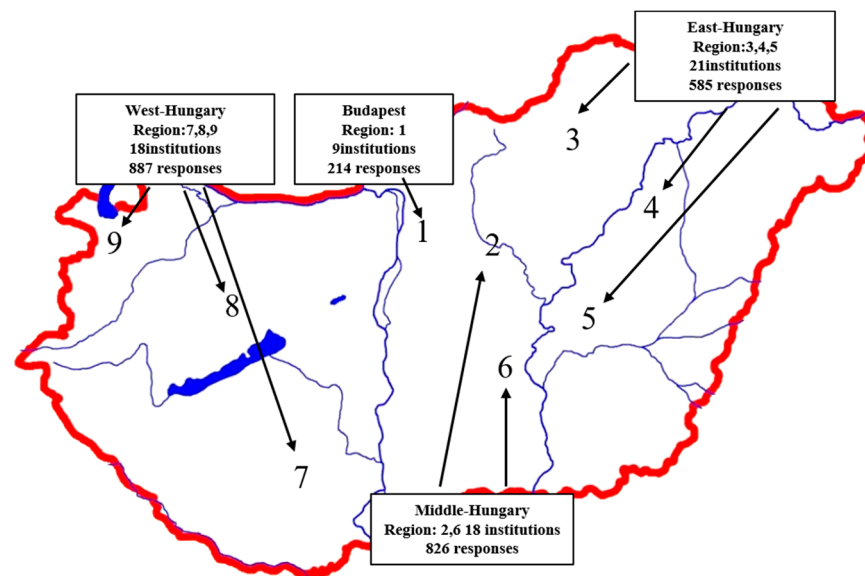 East-Hungary
Region:3,4,5
21institutions
585 responses
West-Hungary
Region:7,8,9
18institutions
887 responses
Budapest
Region: 1
9institutions
214 responses
3
4
9
1
2
8
5
6
7
Middle-Hungary
Region: 2,6 18 institutions
826 responses